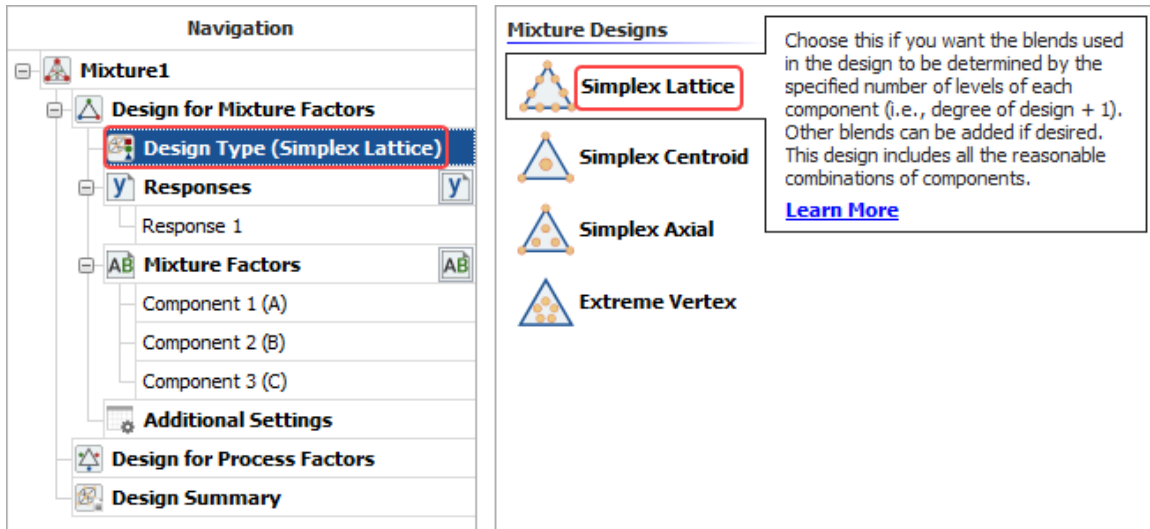 Navigation
Mixture1
Design for Mixture Factors
Design Type (Simplex Lattice)
Responses
Response 1
Mixture Factors
Component 1 (A)
Component 2 (B)
Component 3 (C)
Additional Settings
Design for Process Factors
Design Summary
Mixture Designs
Simplex Lattice
Simplex Centroid
Simplex Axial
Extreme Vertex
Choose this if you want the blends used
in the design to be determined by the
specified number of levels of each
component (i.e., degree of design + 1).
Other blends can be added if desired.
This design includes all the reasonable
combinations of components.
Learn More